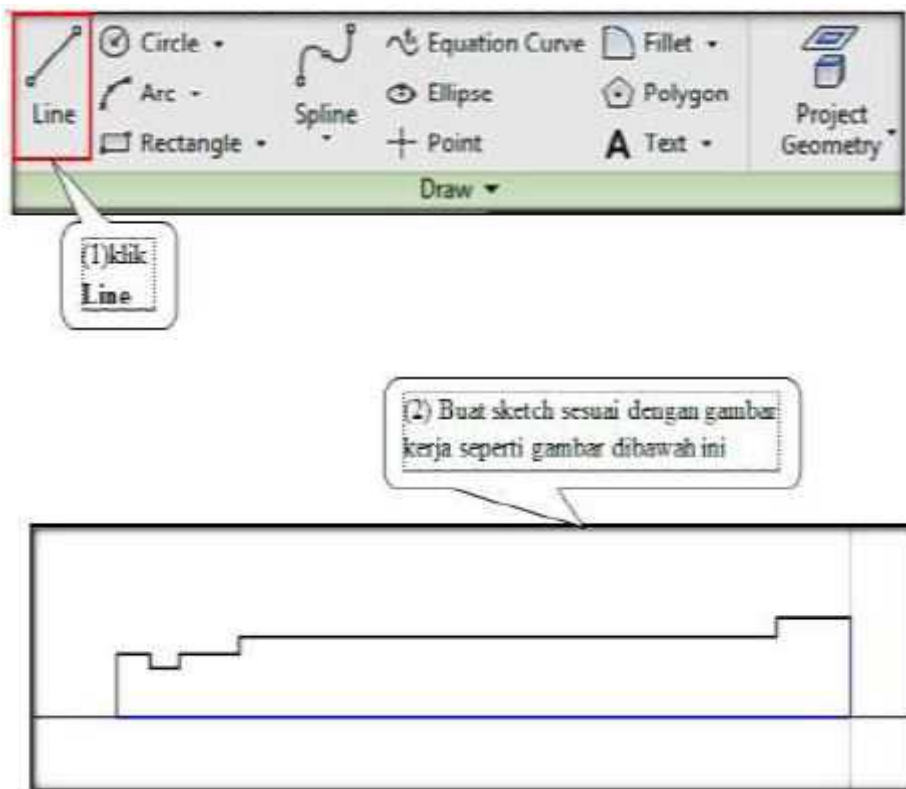 Line
Circle
Arc
Rectangle
Spline
Equation Curve
Ellipse
Point
Fillet
Polygon
A Text
Project
Geometry
Draw
(1)klik
Line
(2) Buat sketch sesuai dengan gambar
kerja seperti gambar dibawah ini